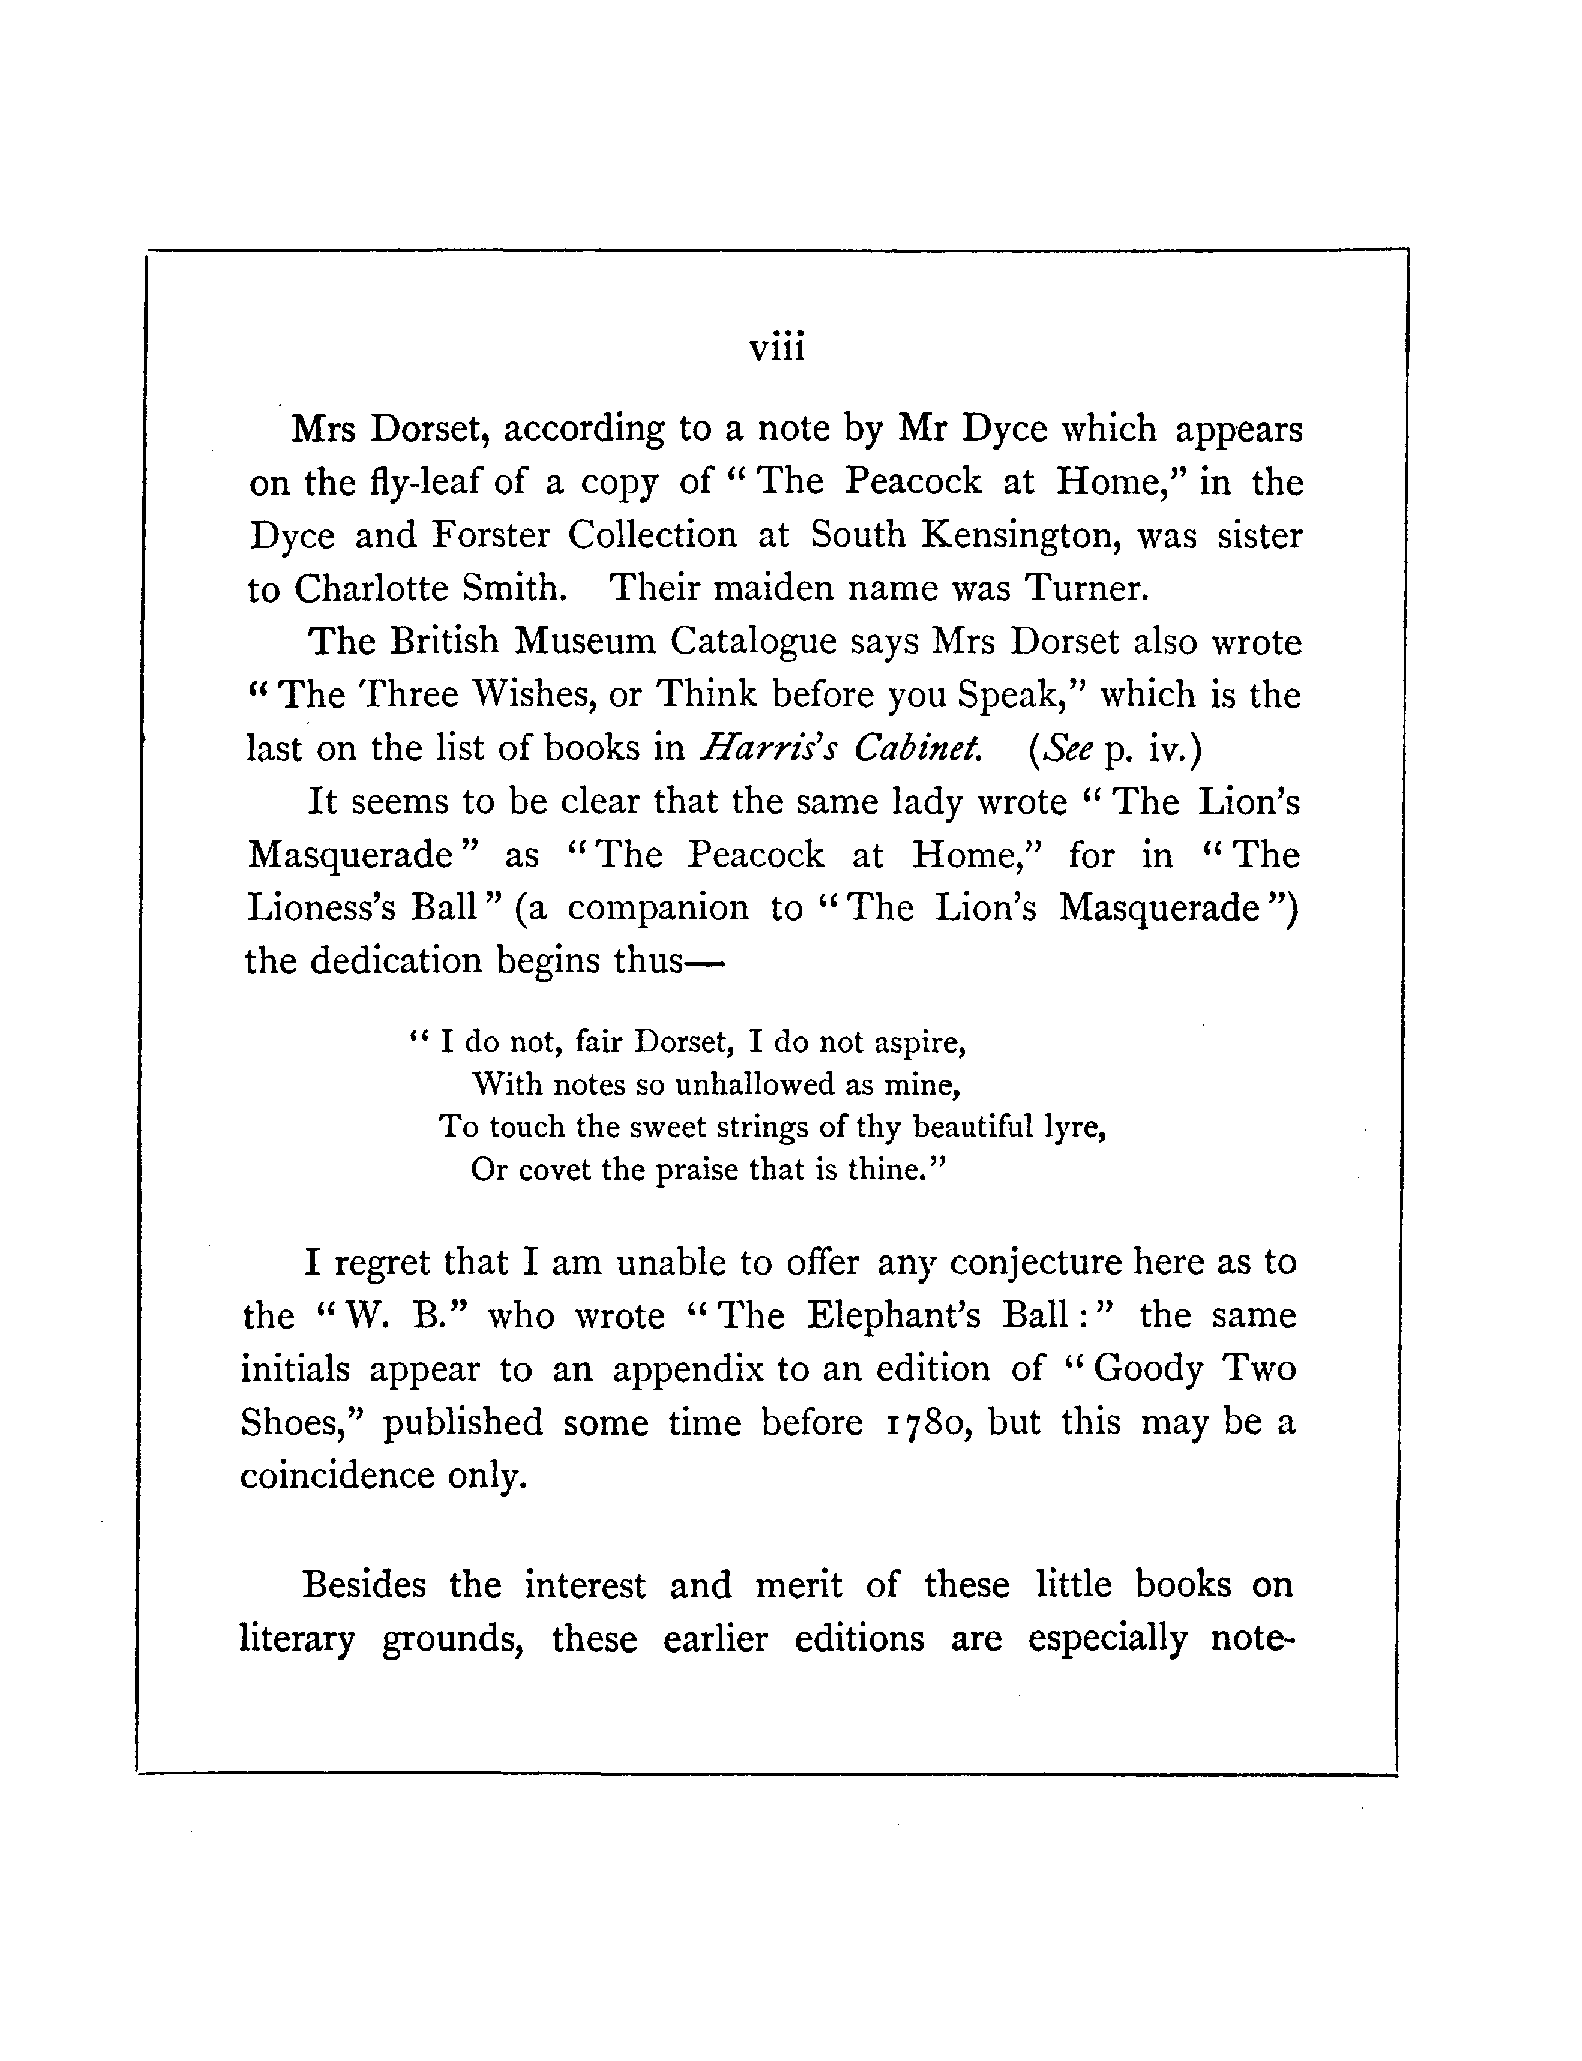 viii
Mrs Dorset, according to a note by Mr Dyce which appears
on the fly-leaf of a copy of “ The Peacock at Home,” in the
Dyce and Forster Collection at South Kensington, was sister
to Charlotte Smith. Their maiden name was Turner.
The British Museum Catalogue says Mrs Dorset also wrote
“ The Three Wishes, or Think before you Speak,” which is the
last on the list of books in Harris’s Cabinet. (See p. iv.)
It seems to be clear that the same lady wrote “ The Lion’s
Masquerade ” as “ The Peacock at Home,” for in “ The
Lioness’s Ball ” (a companion to “ The Lion’s Masquerade ”)
the dedication begins thus—
“ I do not, fair Dorset, I do not aspire,
With notes so unhallowed as mine,
To touch the sweet strings of thy beautiful lyre,
Or covet the praise that is thine.”
I regret that I am unable to offer any conjecture here as to
the “ W. B.” who wrote “ The Elephant’s Ball : ” the same
initials appear to an appendix to an edition of “ Goody Two
Shoes,” published some time before 1780, but this may be a
coincidence only.
Besides the interest and merit of these little books on
literary grounds, these earlier editions are especially note-